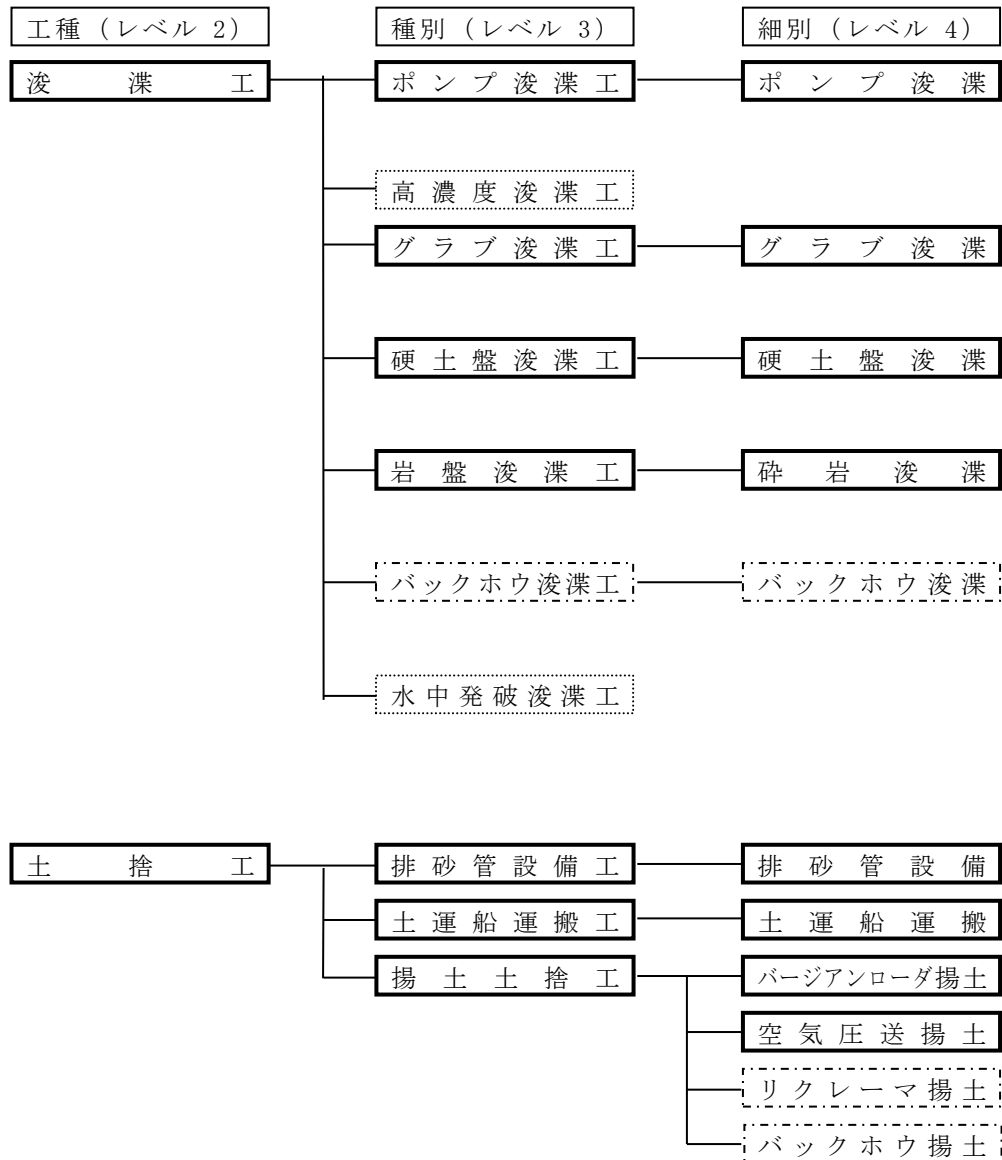 工種（レベル 2） 種別（レベル 3） 細別（レベル 4）
浚渫工 ポンプ浚渫工 ポンプ浚渫
高濃度浚渫工
グラブ浚渫工 グラブ浚渫
硬土盤浚渫工 硬土盤浚渫
岩盤浚渫工 砕岩浚渫
バックホウ浚渫工 バックホウ浚渫
水中発破浚渫工
土捨工 排砂管設備工 排砂管設備
土運船運搬工 土運船運搬
揚土土捨工 バージアンローダ揚土
空気圧送揚土
リクレーマ揚土
バックホウ揚土